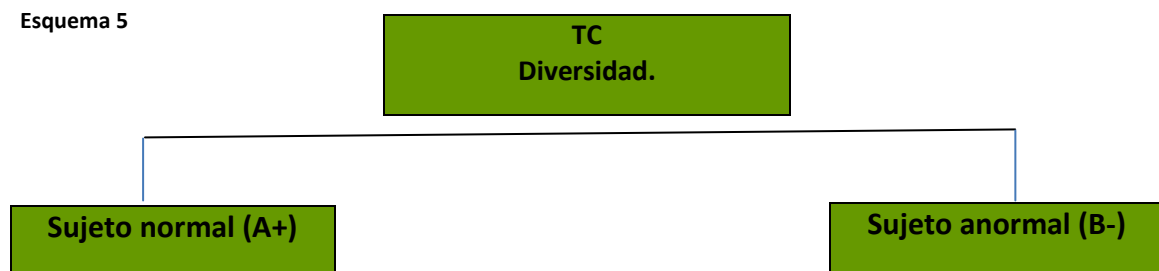 Esquema 5
TC
Diversidad.
Sujeto normal (A+)
Sujeto anormal (B-)